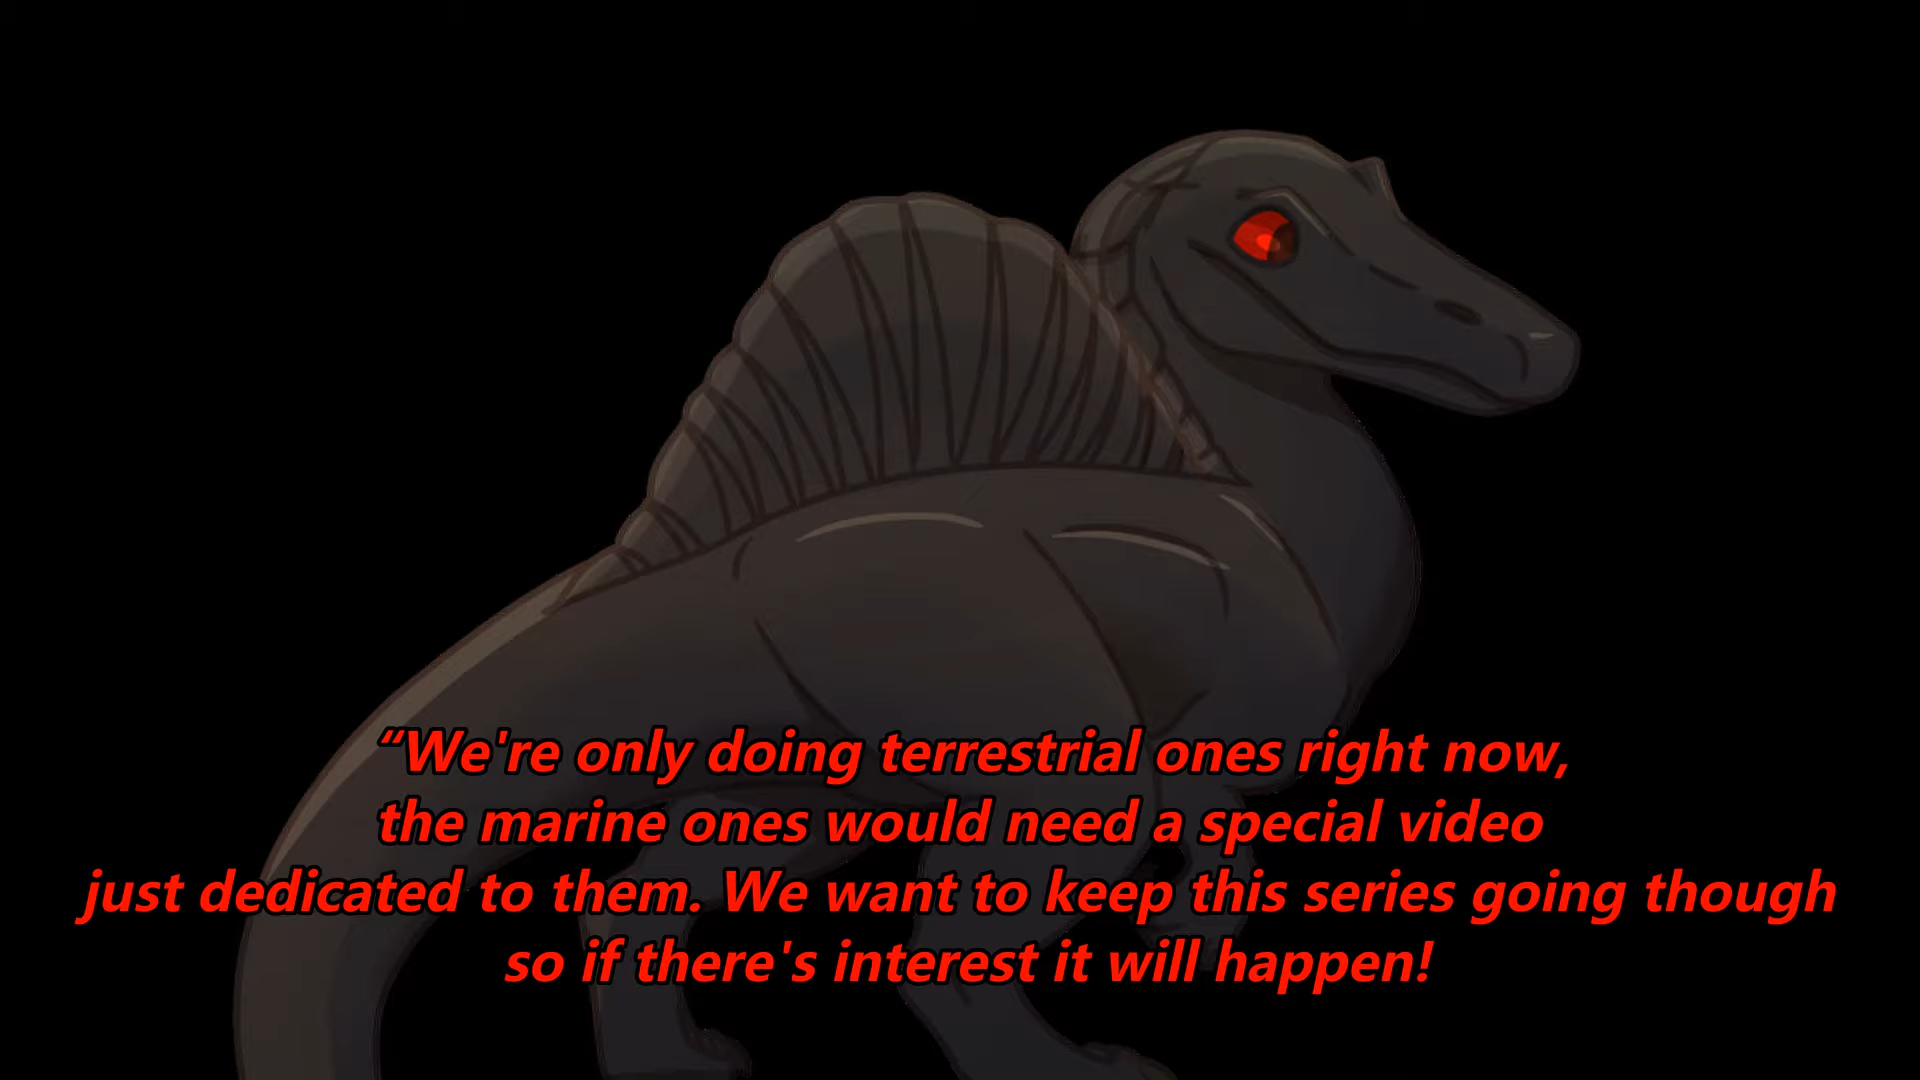 “We're only doing terrestrial ones right now,
the marine ones would need a special video
just dedicated to them. We want to keep this series going though
so if there's interest it will happen!